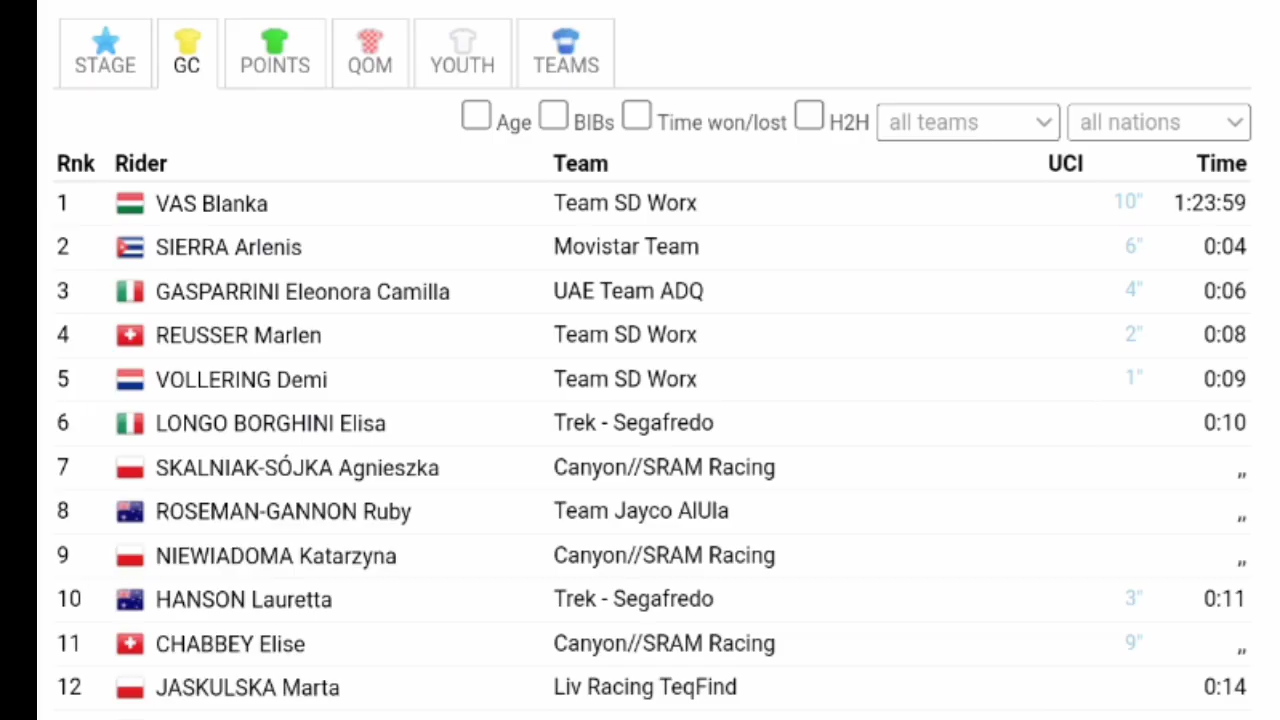 STAGE GC POINTS QOM YOUTH TEAMS
Age BIBs Time won/lost H2H all teams all nations
Rnk Rider Team UCI Time
1 VAS Blanka Team SD Worx 10" 1:23:59
2 SIERRA Arlenis Movistar Team 6" 0:04
3 GASPARRINI Eleonora Camilla UAE Team ADQ 4" 0:06
4 REUSSER Marlen Team SD Worx 2" 0:08
5 VOLLERING Demi Team SD Worx 1" 0:09
6 LONGO BORGHINI Elisa Trek - Segafredo 0:10
7 SKALNIAK-SÓJKA Agnieszka Canyon//SRAM Racing ,,
8 ROSEMAN-GANNON Ruby Team Jayco AlUla ,,
9 NIEWIADOMA Katarzyna Canyon//SRAM Racing ,,
10 HANSON Lauretta Trek - Segafredo 3" 0:11
11 CHABBEY Elise Canyon//SRAM Racing 9" ,,
12 JASKULSKA Marta Liv Racing TeqFind 0:14